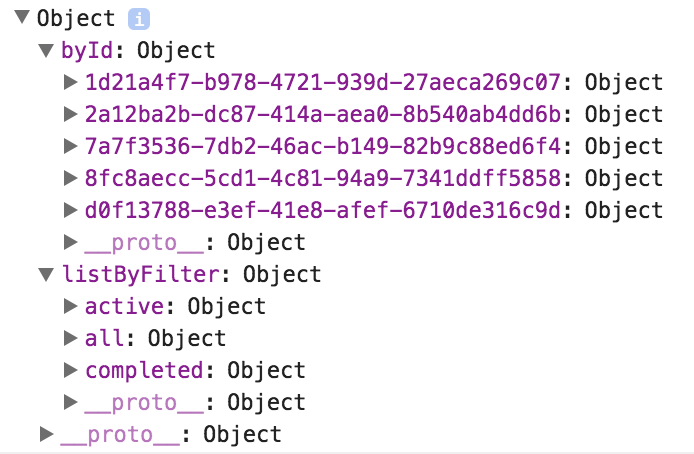 Object i
byId: Object
1d21a4f7-b978-4721-939d-27aeca269c07: Object
2a12ba2b-dc87-414a-aea0-8b540ab4dd6b: Object
7a7f3536-7db2-46ac-b149-82b9c88ed6f4: Object
8fc8aecc-5cd1-4c81-94a9-7341ddff5858: Object
d0f13788-e3ef-41e8-afef-6710de316c9d: Object
__proto__: Object
listByFilter: Object
active: Object
all: Object
completed: Object
__proto__: Object
__proto__: Object